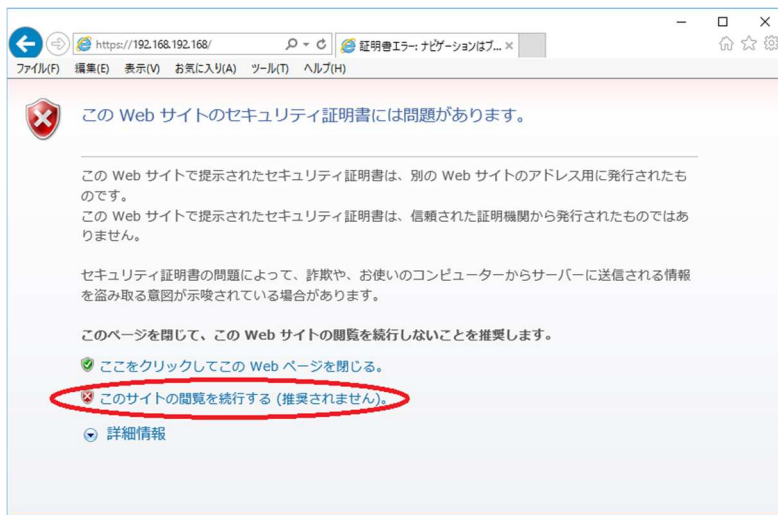 https://192.168.192.168/
証明書エラー: ナビゲーションはブ...
ファイル(F) 編集(E) 表示(V) お気に入り(A) ツール(T) ヘルプ(H)
この Web サイトのセキュリティ証明書には問題があります。
この Web サイトで提示されたセキュリティ証明書は、別の Web サイトのアドレス用に発行されたも
のです。
この Web サイトで提示されたセキュリティ証明書は、信頼された証明機関から発行されたものではあ
りません。
セキュリティ証明書の問題によって、詐欺や、お使いのコンピューターからサーバーに送信される情報
を盗み取る意図が示唆されている場合があります。
このページを閉じて、この Web サイトの閲覧を続行しないことを推奨します。
ここをクリックしてこの Web ページを閉じる。
このサイトの閲覧を続行する (推奨されません)。
詳細情報